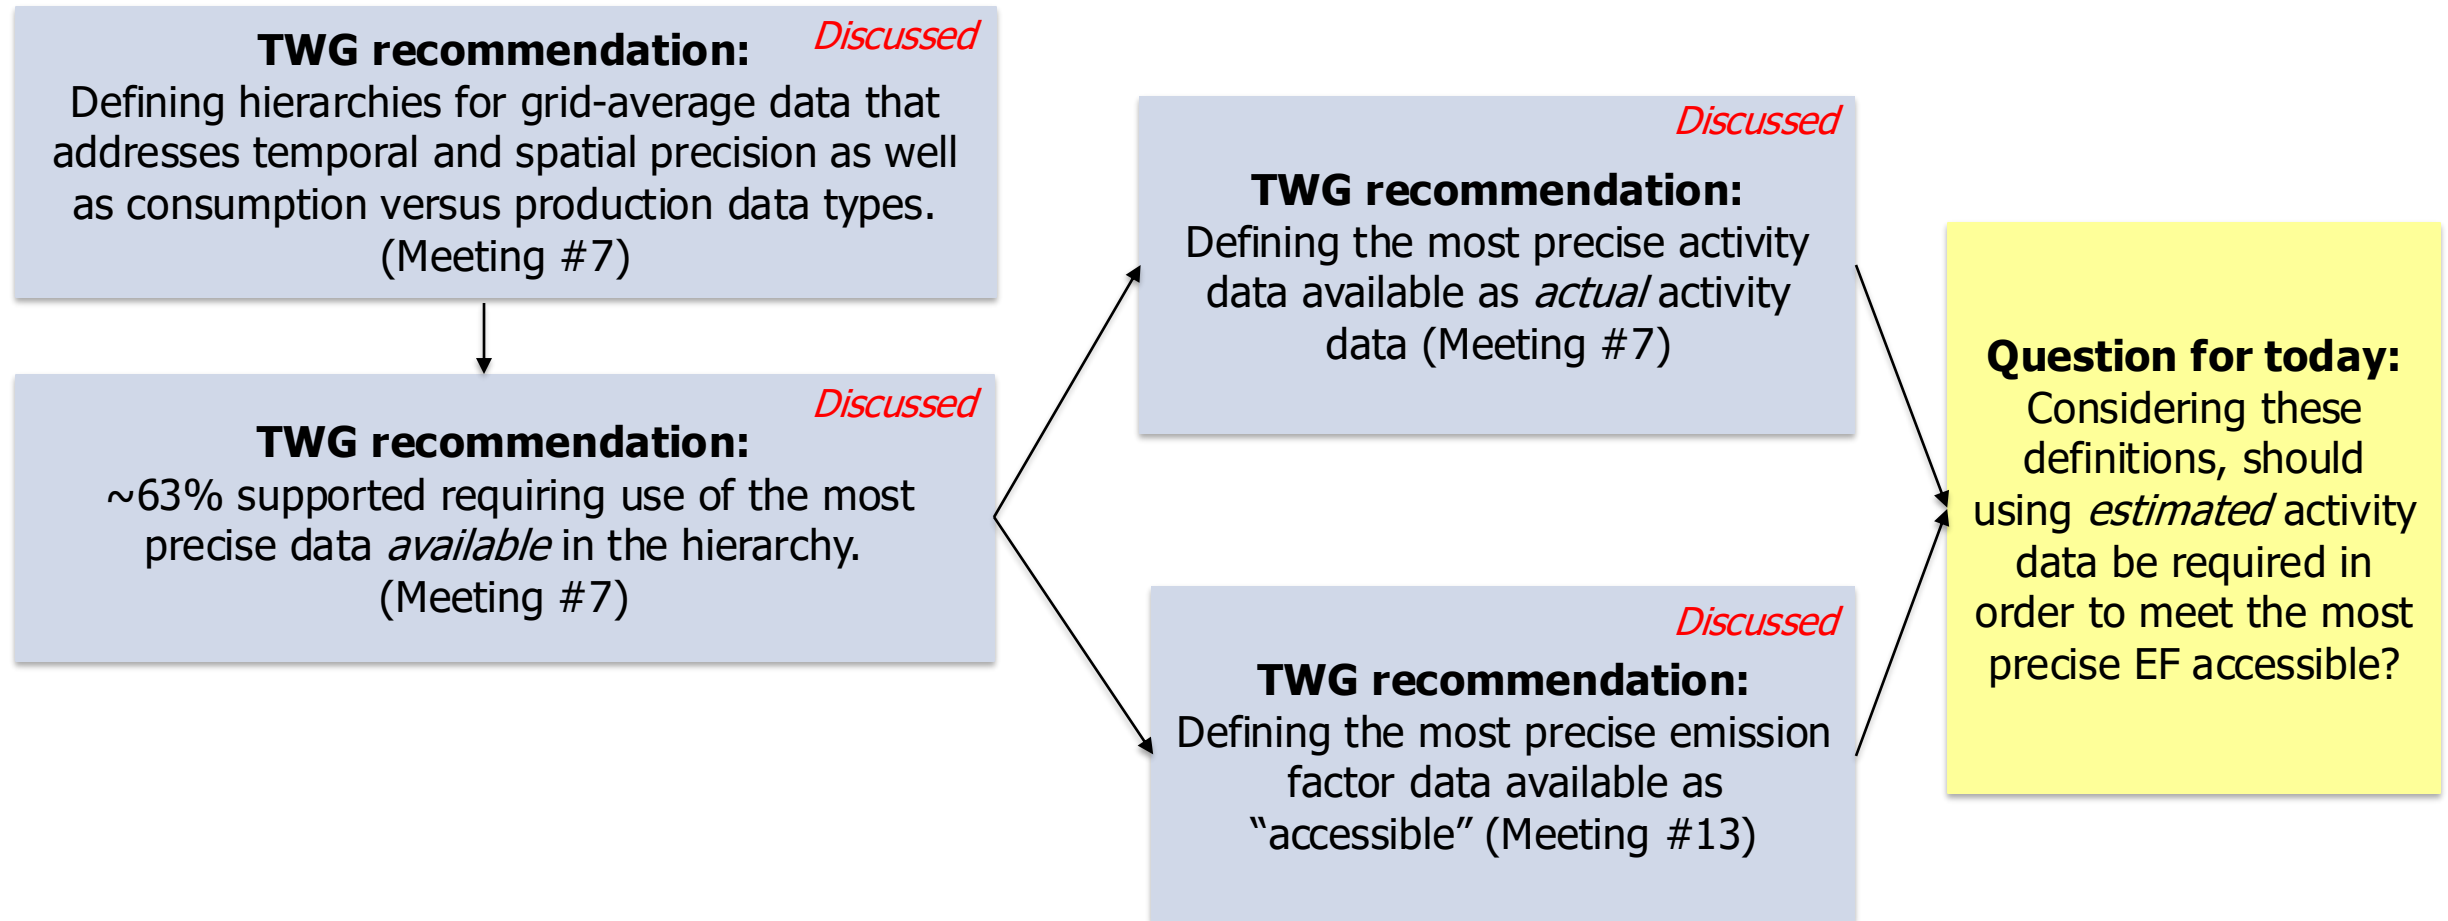 Discussed
TWG recommendation:
Defining hierarchies for grid-average data that
addresses temporal and spatial precision as well
as consumption versus production data types.
(Meeting #7)
Discussed
TWG recommendation:
~63% supported requiring use of the most
precise data available in the hierarchy.
(Meeting #7)
Discussed
TWG recommendation:
Defining the most precise activity
data available as actual activity
data (Meeting #7)
Discussed
TWG recommendation:
Defining the most precise emission
factor data available as
“accessible” (Meeting #13)
Question for today:
Considering these
definitions, should
using estimated activity
data be required in
order to meet the most
precise EF accessible?